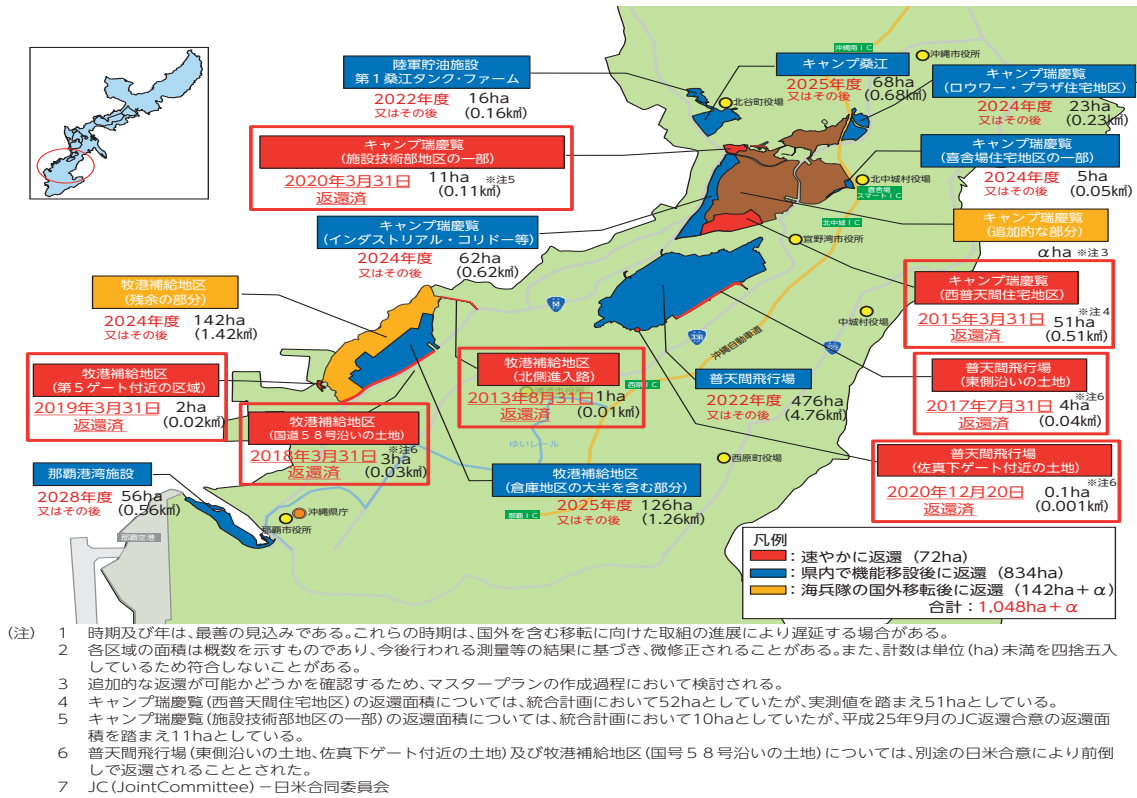 陸軍貯油施設
第１桑江タンク・ファーム
2022年度
又はその後
16ha
(0.16㎢)
キャンプ桑江
2025年度
又はその後
68ha
(0.68㎢)
沖縄南ＩＣ
沖縄市役所
北谷町役場
キャンプ瑞慶覧
(ロウワー・プラザ住宅地区)
2024年度
又はその後
23ha
(0.23㎢)
キャンプ瑞慶覧
(施設技術部地区の一部)
2020年3月31日
返還済
11ha ※注5
(0.11㎢)
キャンプ瑞慶覧
(喜舎場住宅地区の一部)
2024年度
又はその後
5ha
(0.05㎢)
北中城村役場
喜舎場
スマートＩＣ
北中城ＩＣ
キャンプ瑞慶覧
(インダストリアル・コリドー等)
2024年度
又はその後
62ha
(0.62㎢)
キャンプ瑞慶覧
(追加的な部分)
αha ※注3
宜野湾市役所
牧港補給地区
(残余の部分)
2024年度
又はその後
142ha
(1.42㎢)
キャンプ瑞慶覧
(西普天間住宅地区)
2015年3月31日
返還済
※注4
51ha
(0.51㎢)
58
330
329
沖縄自動車道
中城村役場
牧港補給地区
(第５ゲート付近の区域)
2019年3月31日
返還済
2ha
(0.02㎢)
牧港補給地区
(北側進入路)
2013年8月31日
返還済
1ha
(0.01㎢)
西原ＩＣ
普天間飛行場
2022年度
又はその後
476ha
(4.76㎢)
普天間飛行場
(東側沿いの土地)
2017年7月31日
返還済
※注6
4ha
(0.04㎢)
牧港補給地区
(国道５８号沿いの土地)
2018年3月31日
返還済
※注6
3ha
(0.03㎢)
ゆいレール
西原町役場
普天間飛行場
(佐真下ゲート付近の土地)
2020年12月20日
返還済
※注6
0.1ha
(0.001㎢)
那覇港湾施設
2028年度
又はその後
56ha
(0.56㎢)
牧港補給地区
(倉庫地区の大半を含む部分)
2025年度
又はその後
126ha
(1.26㎢)
沖縄県庁
那覇市役所
那覇ＩＣ
那覇空港
凡例
：速やかに返還（72ha）
：県内で機能移設後に返還（834ha）
：海兵隊の国外移転後に返還（142ha＋α）
合計：1,048ha＋α
(注) 1 時期及び年は、最善の見込みである。これらの時期は、国外を含む移転に向けた取組の進展により遅延する場合がある。
2 各区域の面積は概数を示すものであり、今後行われる測量等の結果に基づき、微修正されることがある。また、計数は単位(ha)未満を四捨五入
しているため符合しないことがある。
3 追加的な返還が可能かどうかを確認するため、マスタープランの作成過程において検討される。
4 キャンプ瑞慶覧(西普天間住宅地区)の返還面積については、統合計画において52haとしていたが、実測値を踏まえ51haとしている。
5 キャンプ瑞慶覧(施設技術部地区の一部)の返還面積については、統合計画において10haとしていたが、平成25年9月のJC返還合意の返還面
積を踏まえ11haとしている。
6 普天間飛行場(東側沿いの土地、佐真下ゲート付近の土地)及び牧港補給地区(国号５８号沿いの土地)については、別途の日米合意により前倒
しで返還されることとされた。
7 JC(JointCommittee)－日米合同委員会